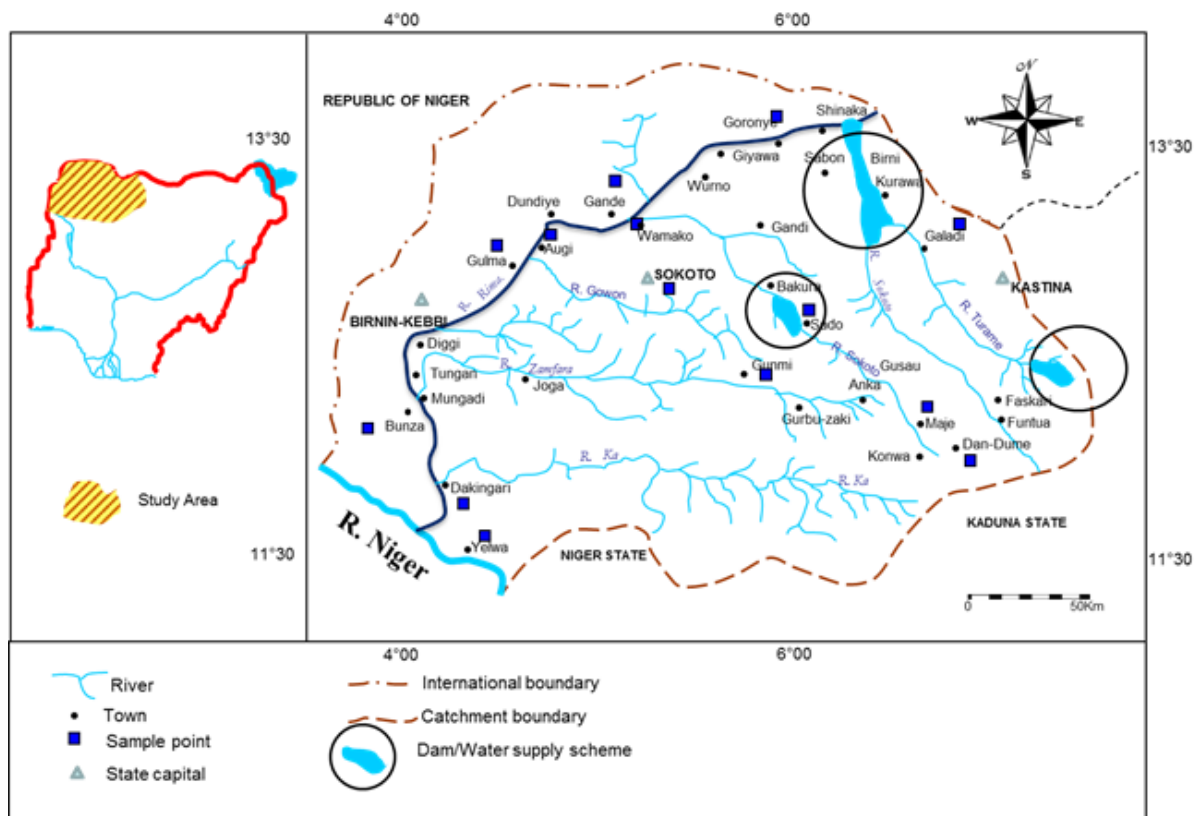 4°00 6°00
REPUBLIC OF NIGER
Shinaka
Goronye
N
W E
S
13°30
13°30
Giyawa
Sabon
Birni
Kurawa
Wurno
Dundiye
Gande
Wamako
Gandi
Galadi
Augi
Gulma
R. Rima
SOKOTO
R. Gowon
Bakura
R. Sokoto
KASTINA
BIRNIN-KEBBI
Sado
R. Turame
Diggi
R. Zamfara
R. Sokoto
Gunmi
Gusau
Tungan
Joga
Anka
Mungadi
Faskari
Bunza
Gurbu-zaki
Maje
Funtua
Konwa
Dan-Dume
R. Ka
R. Ka
Dakingari
Study Area
R. Niger
KADUNA STATE
Yelwa
NIGER STATE
11°30
11°30
0 50Km
4°00 6°00
River
Town
Sample point
State capital
International boundary
Catchment boundary
Dam/Water supply scheme